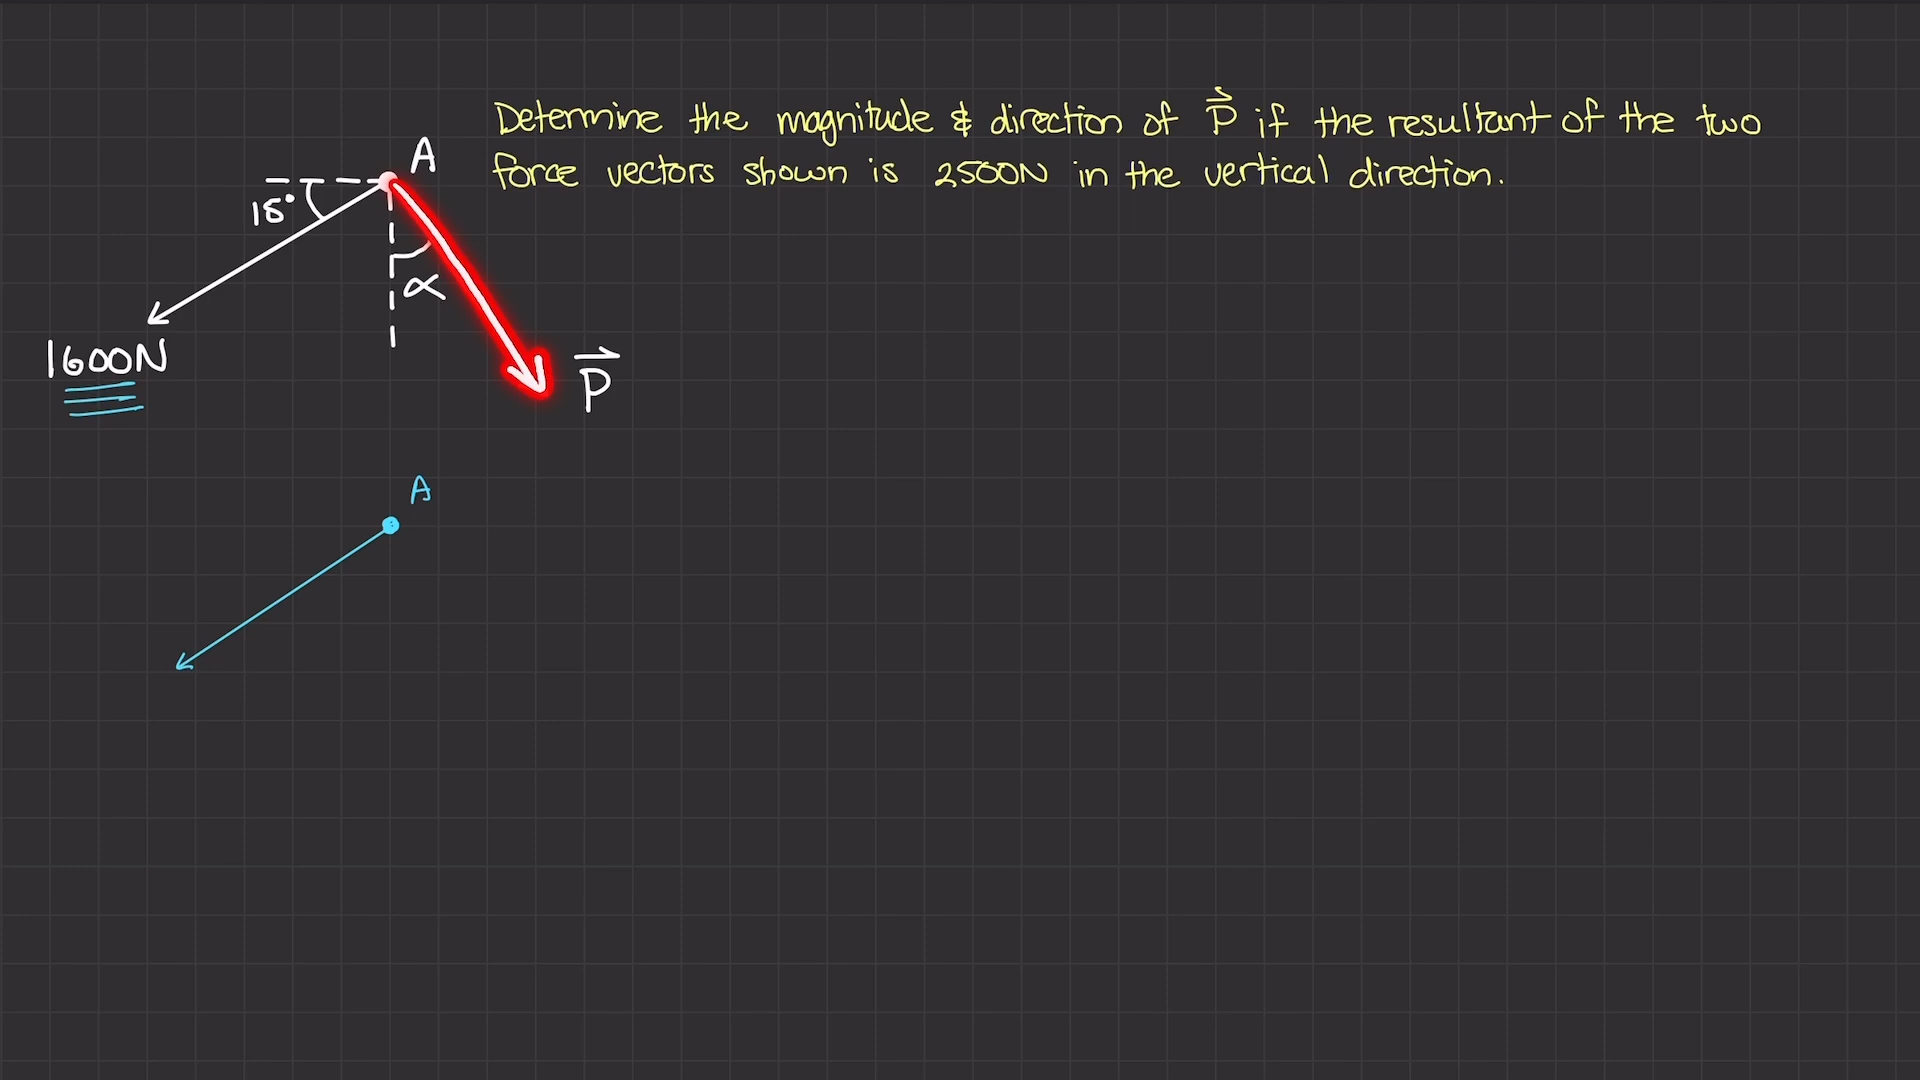 Determine the magnitude & direction of P⃗ if the resultant of the two
force vectors shown is 2500N in the vertical direction.
A
15°
α
1600N
P⃗
A